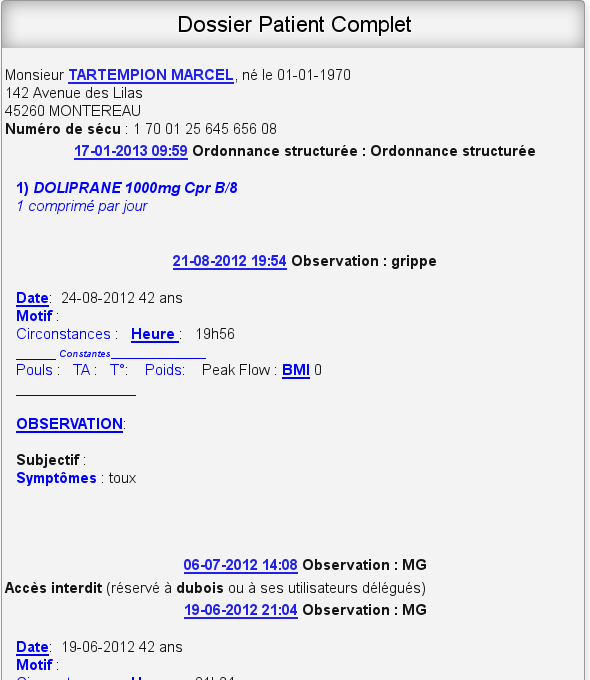 Dossier Patient Complet
Monsieur TARTEMPION MARCEL, né le 01-01-1970
142 Avenue des Lilas
45260 MONTEREAU
Numéro de sécu : 1 70 01 25 645 656 08
17-01-2013 09:59 Ordonnance structurée : Ordonnance structurée
1) DOLIPRANE 1000mg Cpr B/8
1 comprimé par jour
21-08-2012 19:54 Observation : grippe
Date: 24-08-2012 42 ans
Motif :
Circonstances : Heure : 19h56
Constantes
Pouls : TA : T°: Poids: Peak Flow : BMI 0
OBSERVATION:
Subjectif :
Symptômes : toux
06-07-2012 14:08 Observation : MG
Accès interdit (réservé à dubois ou à ses utilisateurs délégués)
19-06-2012 21:04 Observation : MG
Date: 19-06-2012 42 ans
Motif :